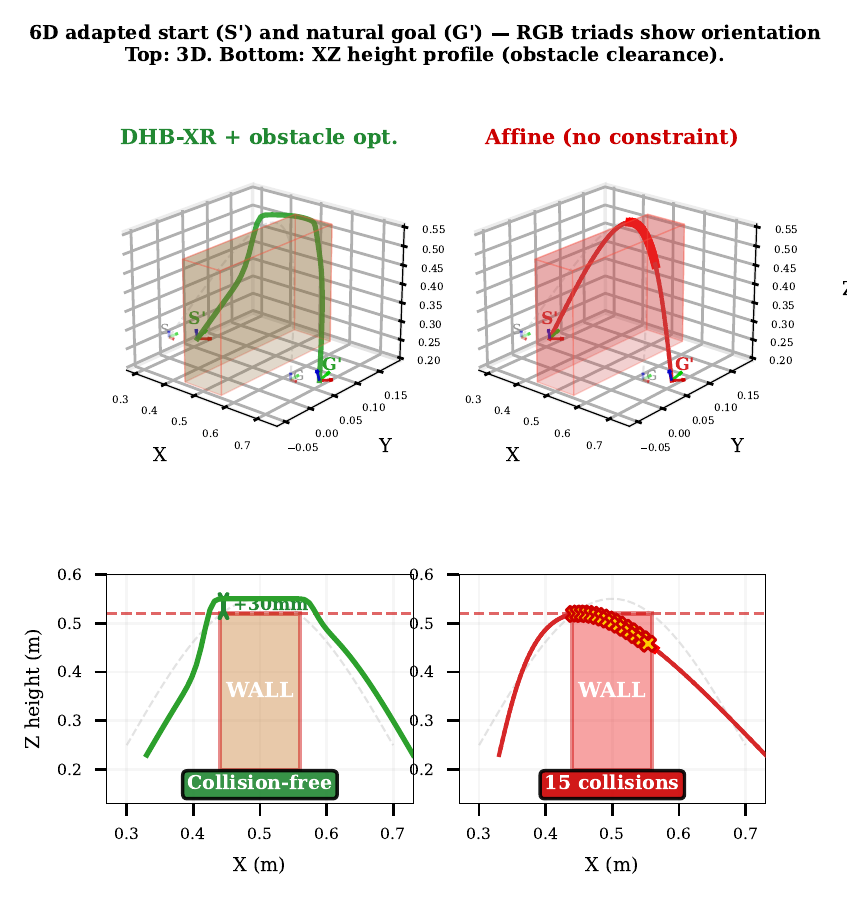 6D adapted start (S') and natural goal (G') — RGB triads show orientation
Top: 3D. Bottom: XZ height profile (obstacle clearance).
DHB-XR + obstacle opt.
Affine (no constraint)
0.55
0.50
0.45
0.40
0.35
0.30
0.25
0.20
S
S'
G
G'
0.3
0.4
0.5
0.6
0.7
−0.05
0.00
0.05
0.10
0.15
X
Y
0.55
0.50
0.45
0.40
0.35
0.30
0.25
0.20
S
S'
G
G'
0.3
0.4
0.5
0.6
0.7
−0.05
0.00
0.05
0.10
0.15
X
Y
Z
Z height (m)
0.6
0.5
0.4
0.3
0.2
+30mm
WALL
Collision-free
0.3
0.4
0.5
0.6
0.7
X (m)
0.6
0.5
0.4
0.3
0.2
WALL
15 collisions
0.3
0.4
0.5
0.6
0.7
X (m)